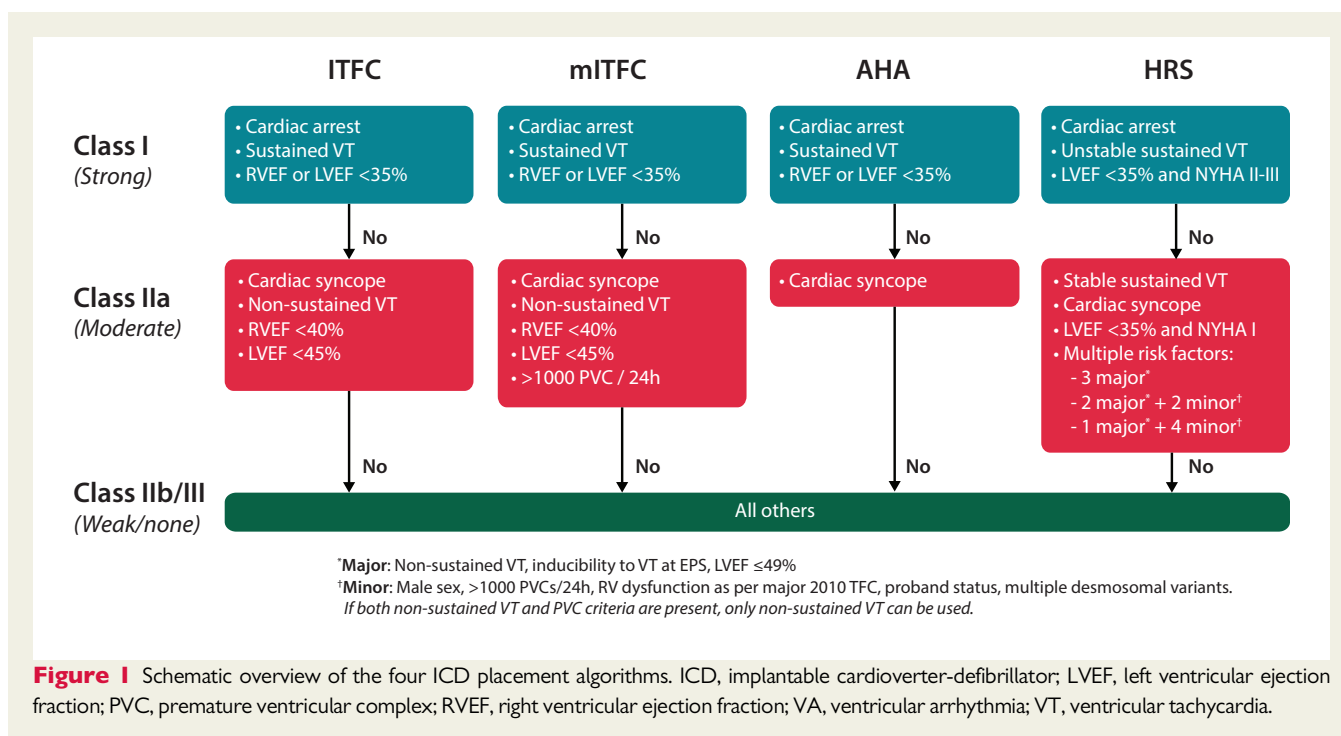 ITFC
mITFC
AHA
HRS
Class I
(Strong)
• Cardiac arrest
• Sustained VT
• RVEF or LVEF <35%
• Cardiac arrest
• Sustained VT
• RVEF or LVEF <35%
• Cardiac arrest
• Sustained VT
• RVEF or LVEF <35%
• Cardiac arrest
• Unstable sustained VT
• LVEF <35% and NYHA II-III
No
No
No
No
Class IIa
(Moderate)
• Cardiac syncope
• Non-sustained VT
• RVEF <40%
• LVEF <45%
• Cardiac syncope
• Non-sustained VT
• RVEF <40%
• LVEF <45%
• >1000 PVC / 24h
• Cardiac syncope
• Stable sustained VT
• Cardiac syncope
• LVEF <35% and NYHA I
• Multiple risk factors:
- 3 major*
- 2 major* + 2 minor†
- 1 major* + 4 minor†
No
No
No
No
Class IIb/III
(Weak/none)
All others
*Major: Non-sustained VT, inducibility to VT at EPS, LVEF ≤49%
†Minor: Male sex, >1000 PVCs/24h, RV dysfunction as per major 2010 TFC, proband status, multiple desmosomal variants.
If both non-sustained VT and PVC criteria are present, only non-sustained VT can be used.
Figure 1 Schematic overview of the four ICD placement algorithms. ICD, implantable cardioverter-defibrillator; LVEF, left ventricular ejection
fraction; PVC, premature ventricular complex; RVEF, right ventricular ejection fraction; VA, ventricular arrhythmia; VT, ventricular tachycardia.